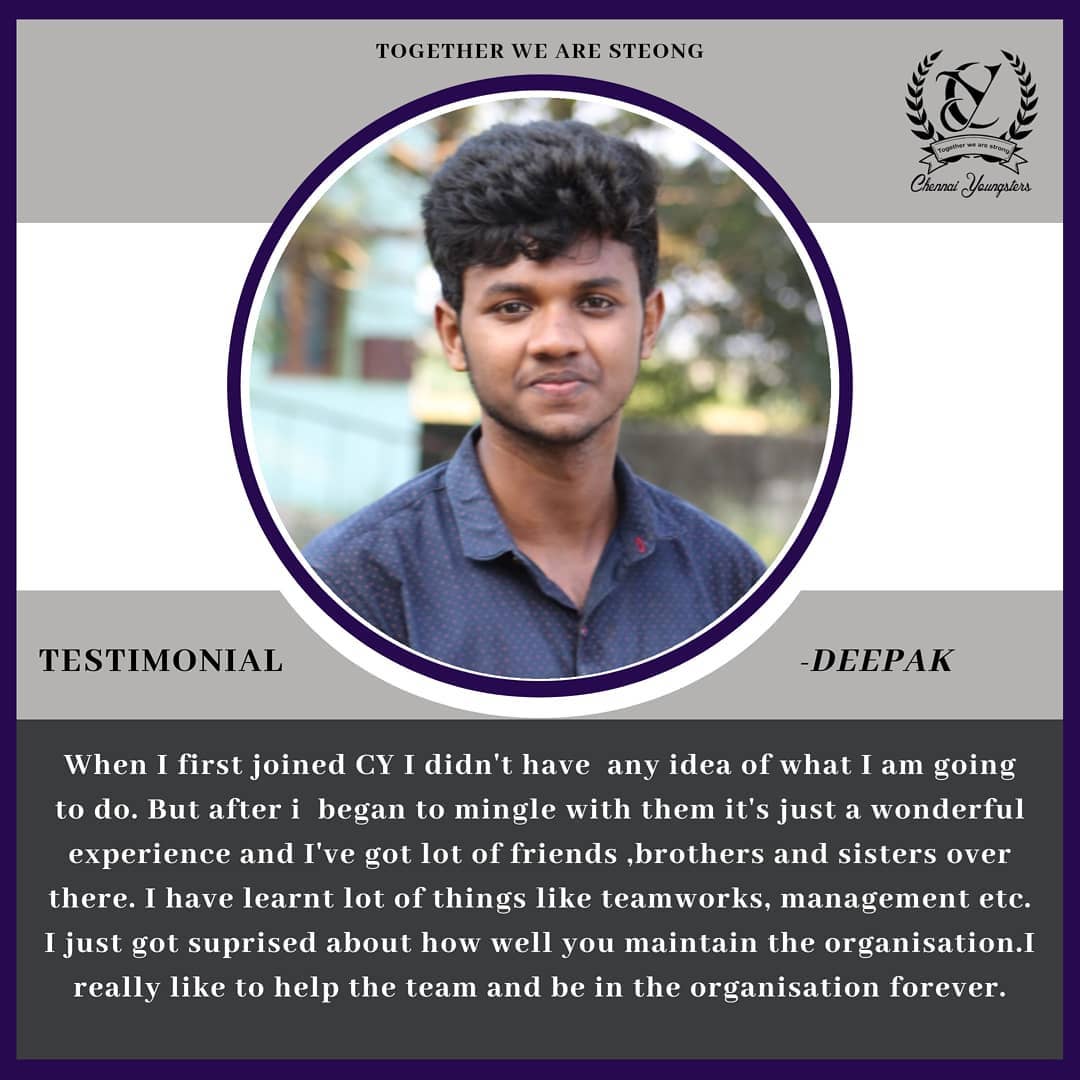 TOGETHER WE ARE STEONG
CY
Together we are strong
Chennai Youngsters
TESTIMONIAL
-DEEPAK
When I first joined CY I didn't have any idea of what I am going
to do. But after i began to mingle with them it's just a wonderful
experience and I've got lot of friends ,brothers and sisters over
there. I have learnt lot of things like teamworks, management etc.
I just got suprised about how well you maintain the organisation.I
really like to help the team and be in the organisation forever.